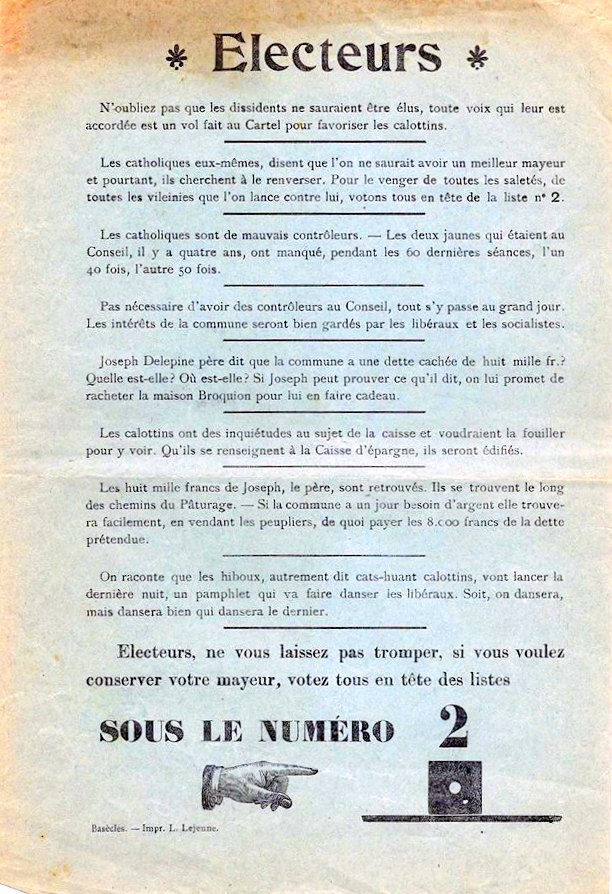 Electeurs
N'oubliez pas que les dissidents ne sauraient être élus, toute voix qui leur est
accordée est un vol fait au Cartel pour favoriser les calottins.
Les catholiques eux-mêmes, disent que l'on ne saurait avoir un meilleur mayeur
et pourtant, ils cherchent à le renverser. Pour le venger de toutes les saletés, de
toutes les vileinies que l'on lance contre lui, votons tous en tête de la liste n° 2.
Les catholiques sont de mauvais contrôleurs. — Les deux jaunes qui étaient au
Conseil, il y a quatre ans, ont manqué, pendant les 60 dernières séances, l'un
40 fois, l'autre 50 fois.
Pas nécessaire d'avoir des contrôleurs au Conseil, tout s'y passe au grand jour.
Les intérêts de la commune seront bien gardés par les libéraux et les socialistes.
Joseph Delepine père dit que la commune a une dette cachée de huit mille fr.?
Quelle est-elle? Où est-elle? Si Joseph peut prouver ce qu'il dit, on lui promet de
racheter la maison Broquion pour lui en faire cadeau.
Les calottins ont des inquiétudes au sujet de la caisse et voudraient la fouiller
pour y voir. Qu'ils se renseignent à la Caisse d'épargne, ils seront édifiés.
Les huit mille francs de Joseph, le père, sont retrouvés. Ils se trouvent le long
des chemins du Pâturage. — Si la commune a un jour besoin d'argent elle trouve-
ra facilement, en vendant les peupliers, de quoi payer les 8.000 francs de la dette
prétendue.
On raconte que les hiboux, autrement dit cats-huant calottins, vont lancer la
dernière nuit, un pamphlet qui va faire danser les libéraux. Soit, on dansera,
mais dansera bien qui dansera le dernier.
Electeurs, ne vous laissez pas tromper, si vous voulez
conserver votre mayeur, votez tous en tête des listes
SOUS LE NUMÉRO 2
Basècles. — Impr. L. Lejeune.